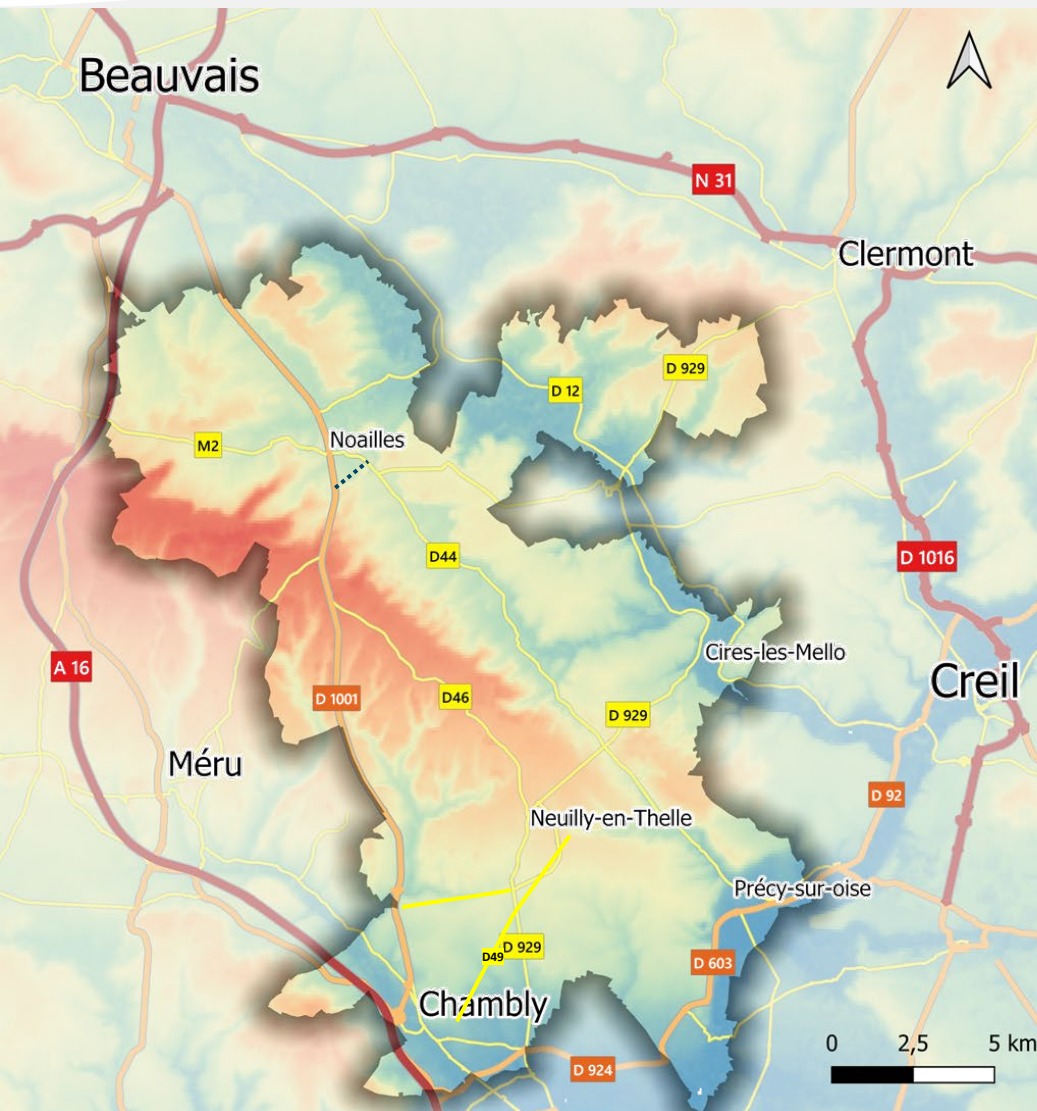 Beauvais
N 31
Clermont
D 929
D 12
Noailles
M2
D44
D 1016
Cires-les-Mello
A 16
Creil
D 1001
D46
D 929
Méru
D 92
Neuilly-en-Thelle
Précy-sur-oise
D 929
D49
D 603
Chambly
0 2,5 5 km
D 924